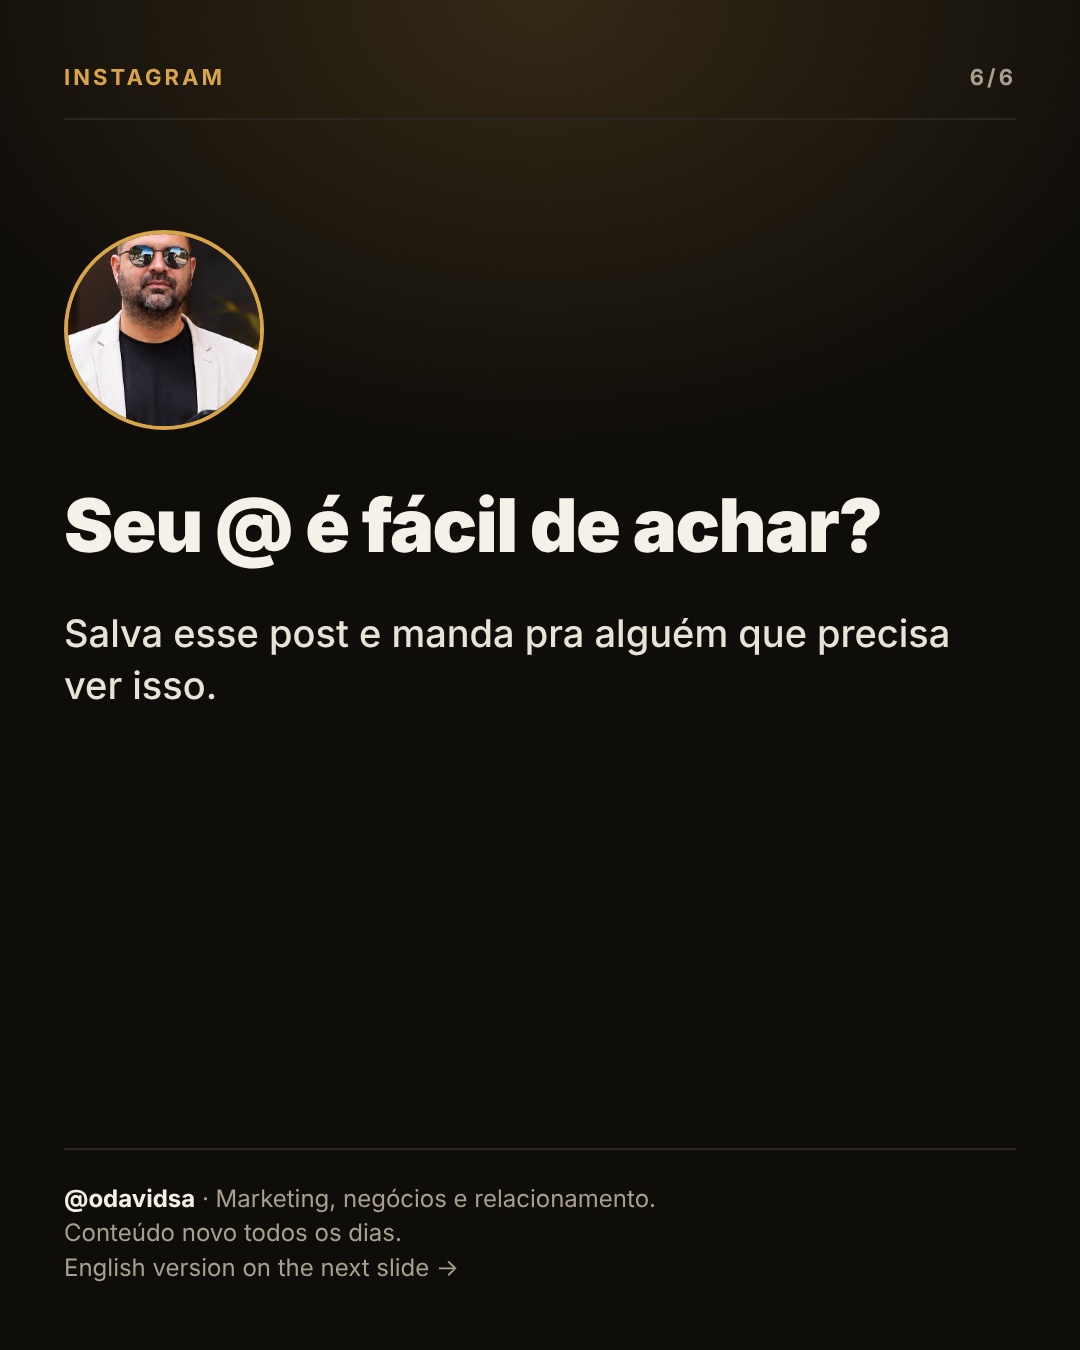 INSTAGRAM
6/6
Seu @ é fácil de achar?
Salva esse post e manda pra alguém que precisa
ver isso.
@odavidsa · Marketing, negócios e relacionamento.
Conteúdo novo todos os dias.
English version on the next slide →